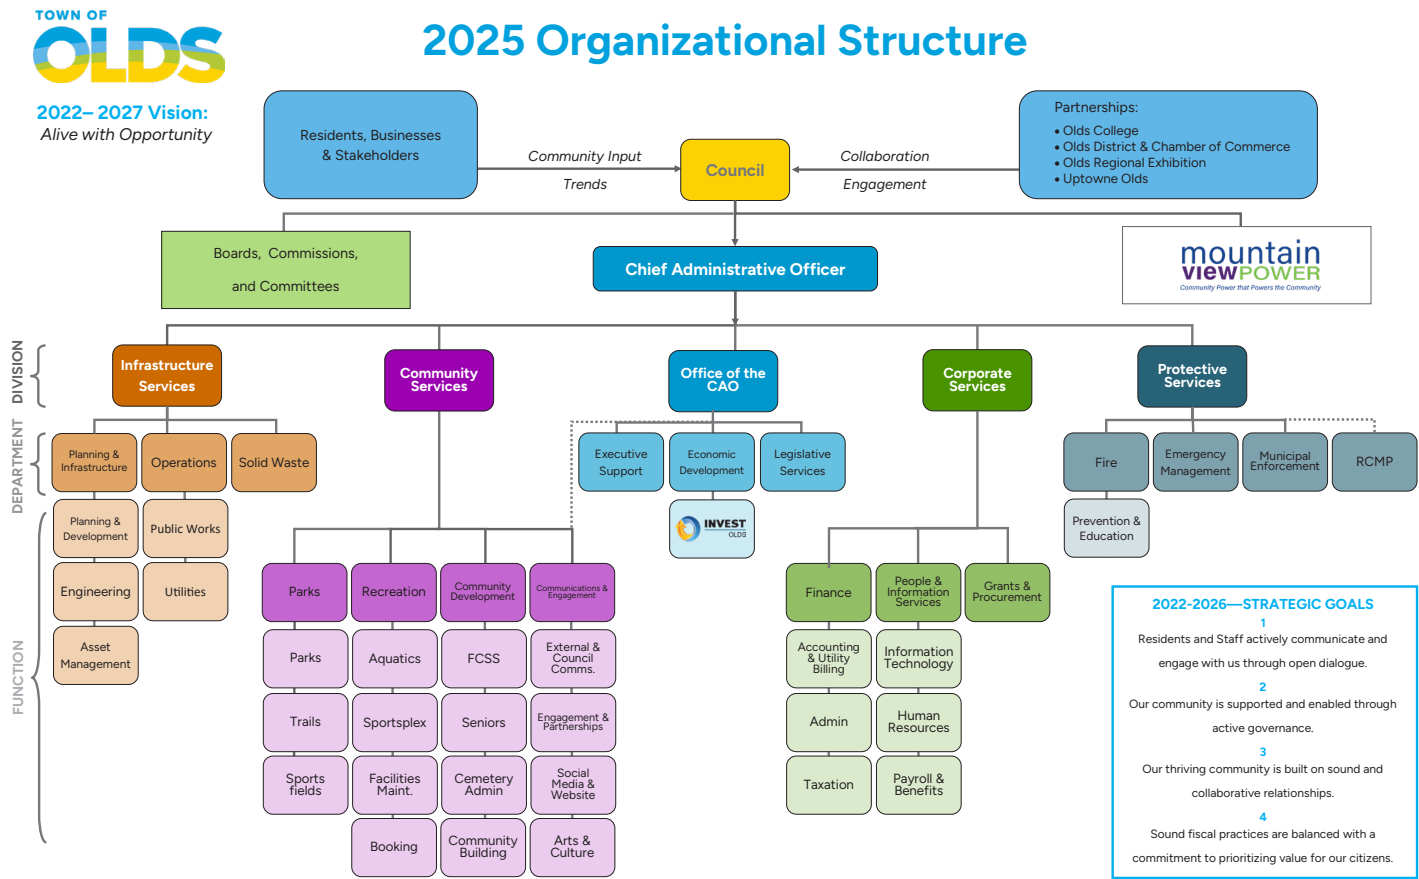 TOWN OF
OLDS
2025 Organizational Structure
2022– 2027 Vision:
Alive with Opportunity
Residents, Businesses
& Stakeholders
Community Input
Trends
Council
Collaboration
Engagement
Partnerships:
• Olds College
• Olds District & Chamber of Commerce
• Olds Regional Exhibition
• Uptowne Olds
Boards, Commissions,
and Committees
Chief Administrative Officer
mountain
VIEWPOWER
Community Power that Powers the Community
DIVISION
Infrastructure
Services
Community
Services
Office of the
CAO
Corporate
Services
Protective
Services
DEPARTMENT
Planning &
Infrastructure
Operations
Solid Waste
Executive
Support
Economic
Development
Legislative
Services
Fire
Emergency
Management
Municipal
Enforcement
RCMP
FUNCTION
Planning &
Development
Public Works
INVEST
OLDS
Prevention &
Education
Engineering
Utilities
Asset
Management
Parks
Recreation
Community
Development
Communications &
Engagement
Finance
People &
Information
Services
Grants &
Procurement
Parks
Aquatics
FCSS
External &
Council
Comms.
Accounting
& Utility
Billing
Information
Technology
Trails
Sportsplex
Seniors
Engagement &
Partnerships
Admin
Human
Resources
Sports
fields
Facilities
Maint.
Cemetery
Admin
Social
Media &
Website
Taxation
Payroll &
Benefits
Booking
Community
Building
Arts &
Culture
2022-2026—STRATEGIC GOALS
1
Residents and Staff actively communicate and
engage with us through open dialogue.
2
Our community is supported and enabled through
active governance.
3
Our thriving community is built on sound and
collaborative relationships.
4
Sound fiscal practices are balanced with a
commitment to prioritizing value for our citizens.